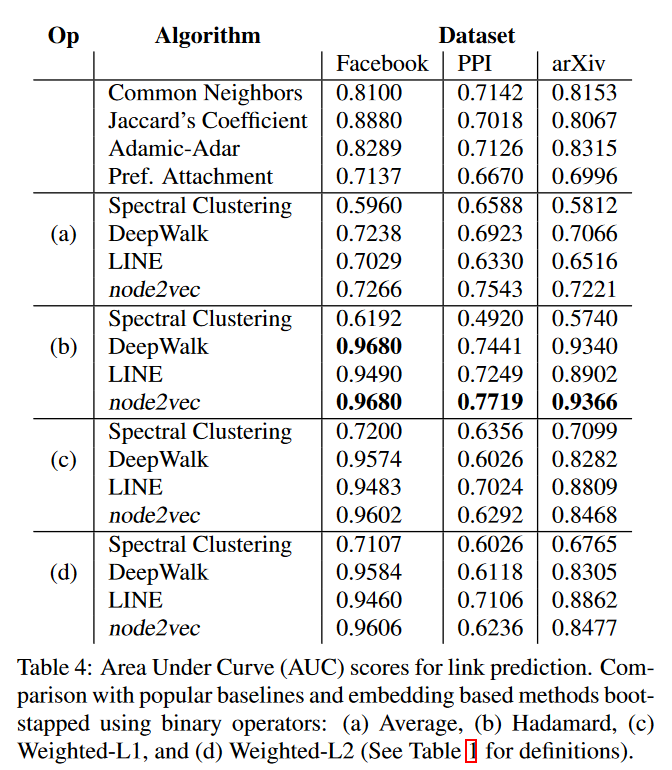 Op Algorithm Dataset
Facebook PPI arXiv
Common Neighbors 0.8100 0.7142 0.8153
Jaccard's Coefficient 0.8880 0.7018 0.8067
Adamic-Adar 0.8289 0.7126 0.8315
Pref. Attachment 0.7137 0.6670 0.6996
Spectral Clustering 0.5960 0.6588 0.5812
(a) DeepWalk 0.7238 0.6923 0.7066
LINE 0.7029 0.6330 0.6516
node2vec 0.7266 0.7543 0.7221
Spectral Clustering 0.6192 0.4920 0.5740
(b) DeepWalk 0.9680 0.7441 0.9340
LINE 0.9490 0.7249 0.8902
node2vec 0.9680 0.7719 0.9366
Spectral Clustering 0.7200 0.6356 0.7099
(c) DeepWalk 0.9574 0.6026 0.8282
LINE 0.9483 0.7024 0.8809
node2vec 0.9602 0.6292 0.8468
Spectral Clustering 0.7107 0.6026 0.6765
(d) DeepWalk 0.9584 0.6118 0.8305
LINE 0.9460 0.7106 0.8862
node2vec 0.9606 0.6236 0.8477
Table 4: Area Under Curve (AUC) scores for link prediction. Com-
parison with popular baselines and embedding based methods boot-
stapped using binary operators: (a) Average, (b) Hadamard, (c)
Weighted-L1, and (d) Weighted-L2 (See Table 1 for definitions).